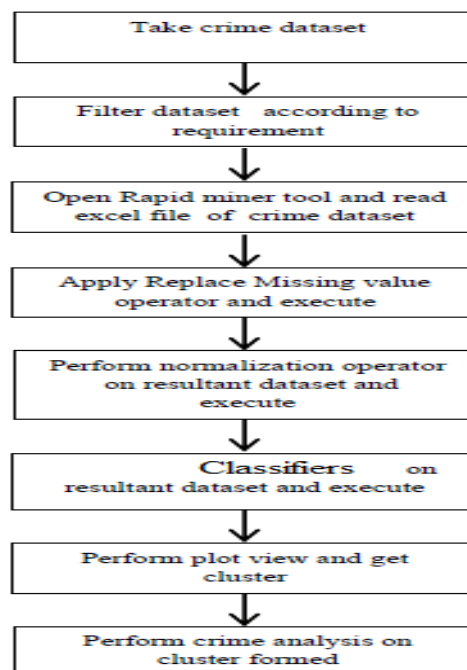 Take crime dataset
Filter dataset according to
requirement
Open Rapid miner tool and read
excel file of crime dataset
Apply Replace Missing value
operator and execute
Perform normalization operator
on resultant dataset and
execute
Classifiers on
resultant dataset and execute
Perform plot view and get
cluster
Perform crime analysis on
cluster formed